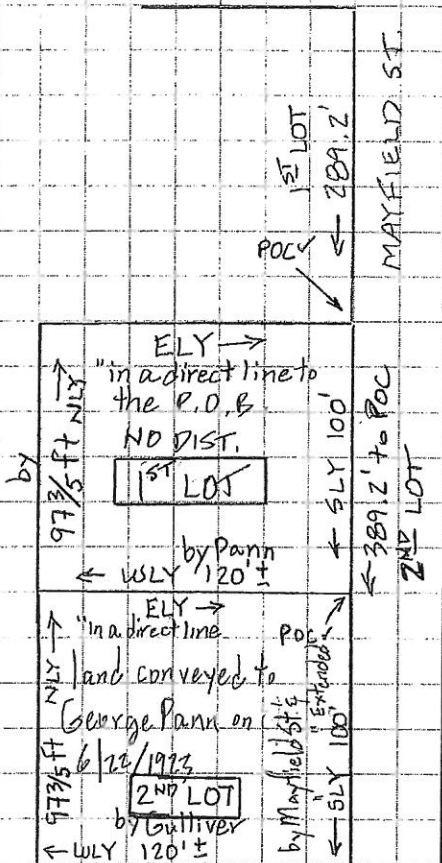 MAYFIELD ST.
1ST LOT
← 289.2'
POC
← 389.2' to POC
2ND LOT
by
97 3/5 ft NLY →
ELY →
"in a direct line to
the P.O.B.
NO DIST.
1ST LOT
by Pann
← WSLY 120' ±
← SLY 100'
97 3/5 ft NLY →
ELY →
"In a direct line
land conveyed to
George Pann on
6/22/1923
2ND LOT
by Gulliver
← WLY 120' ±
POC
by Mayfield St &
"Extended"
← SLY 100'